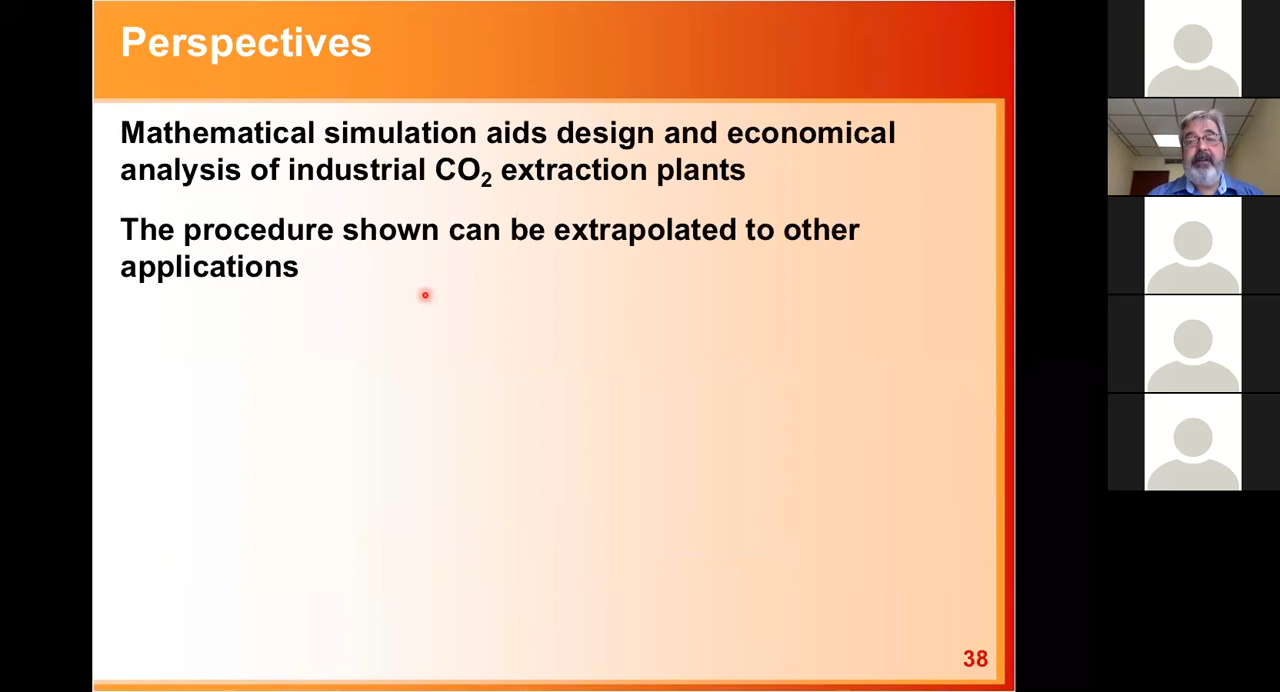 Perspectives
Mathematical simulation aids design and economical
analysis of industrial CO₂ extraction plants
The procedure shown can be extrapolated to other
applications
38